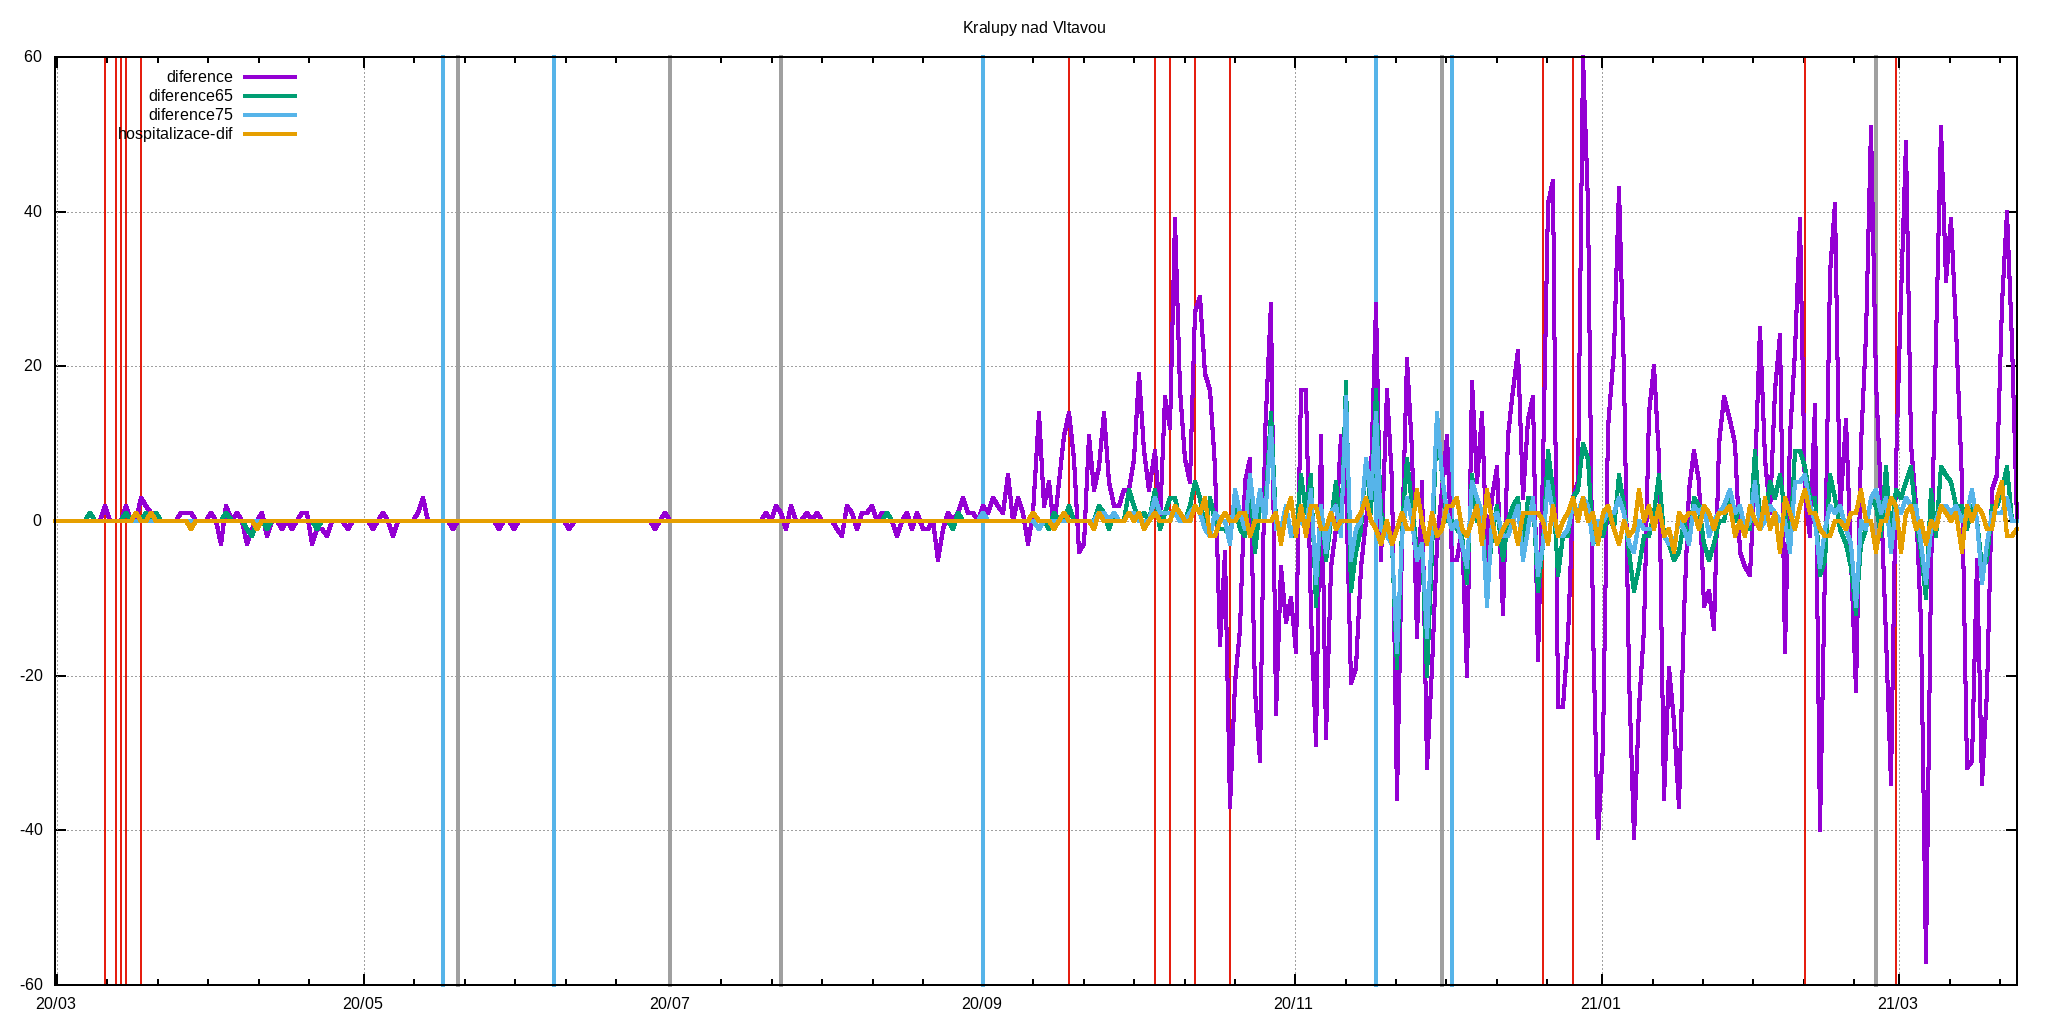 Kralupy nad Vltavou
diference
diference65
diference75
hospitalizace-dif
60
40
20
0
-20
-40
-60
20/03 20/05 20/07 20/09 20/11 21/01 21/03